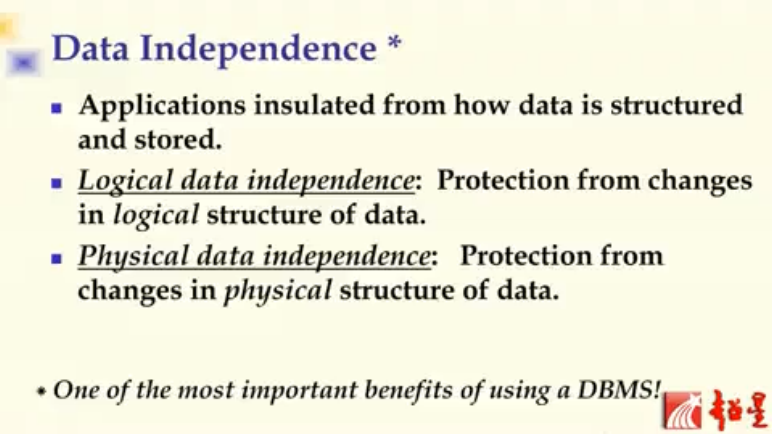 Data Independence *
Applications insulated from how data is structured
and stored.
Logical data independence: Protection from changes
in logical structure of data.
Physical data independence: Protection from
changes in physical structure of data.
One of the most important benefits of using a DBMS!
超星